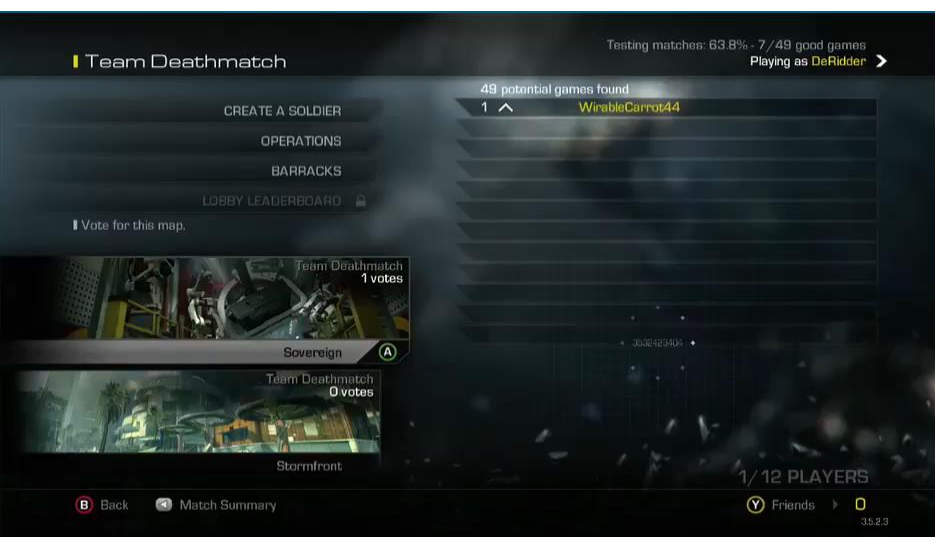 Testing matches: 63.8% - 7/49 good games
Team Deathmatch
Playing as DeRidder
49 potential games found
1 WirableCarrot44
CREATE A SOLDIER
OPERATIONS
BARRACKS
LOBBY LEADERBOARD
Vote for this map.
Team Deathmatch
1 votes
Sovereign A
3532423404
Team Deathmatch
0 votes
Stormfront
1/12 PLAYERS
B Back
Match Summary
Y Friends 0
3.5.2.3